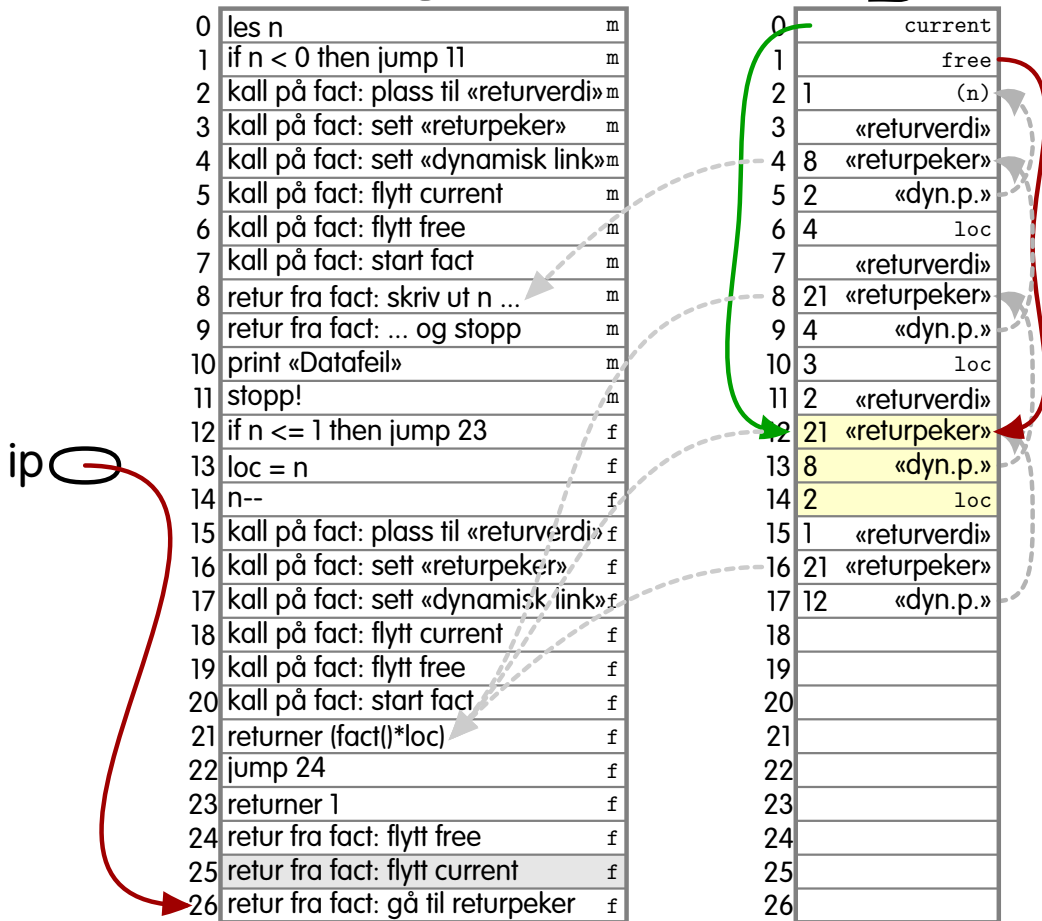 0 les n m
1 if n < 0 then jump 11 m
2 kall på fact: plass til «returverdi» m
3 kall på fact: sett «returpeker» m
4 kall på fact: sett «dynamisk link» m
5 kall på fact: flytt current m
6 kall på fact: flytt free m
7 kall på fact: start fact m
8 retur fra fact: skriv ut n ... m
9 retur fra fact: ... og stopp m
10 print «Datafeil» m
11 stopp! m
12 if n <= 1 then jump 23 f
13 loc = n f
14 n-- f
15 kall på fact: plass til «returverdi» f
16 kall på fact: sett «returpeker» f
17 kall på fact: sett «dynamisk link» f
18 kall på fact: flytt current f
19 kall på fact: flytt free f
20 kall på fact: start fact f
21 returner (fact()*loc) f
22 jump 24 f
23 returner 1 f
24 retur fra fact: flytt free f
25 retur fra fact: flytt current f
26 retur fra fact: gå til returpeker f
ip
0 current
1 free
2 1 (n)
3 «returverdi»
4 8 «returpeker»
5 2 «dyn.p.»
6 4 loc
7 «returverdi»
8 21 «returpeker»
9 4 «dyn.p.»
10 3 loc
11 2 «returverdi»
12 21 «returpeker»
13 8 «dyn.p.»
14 2 loc
15 1 «returverdi»
16 21 «returpeker»
17 12 «dyn.p.»
18
19
20
21
22
23
24
25
26